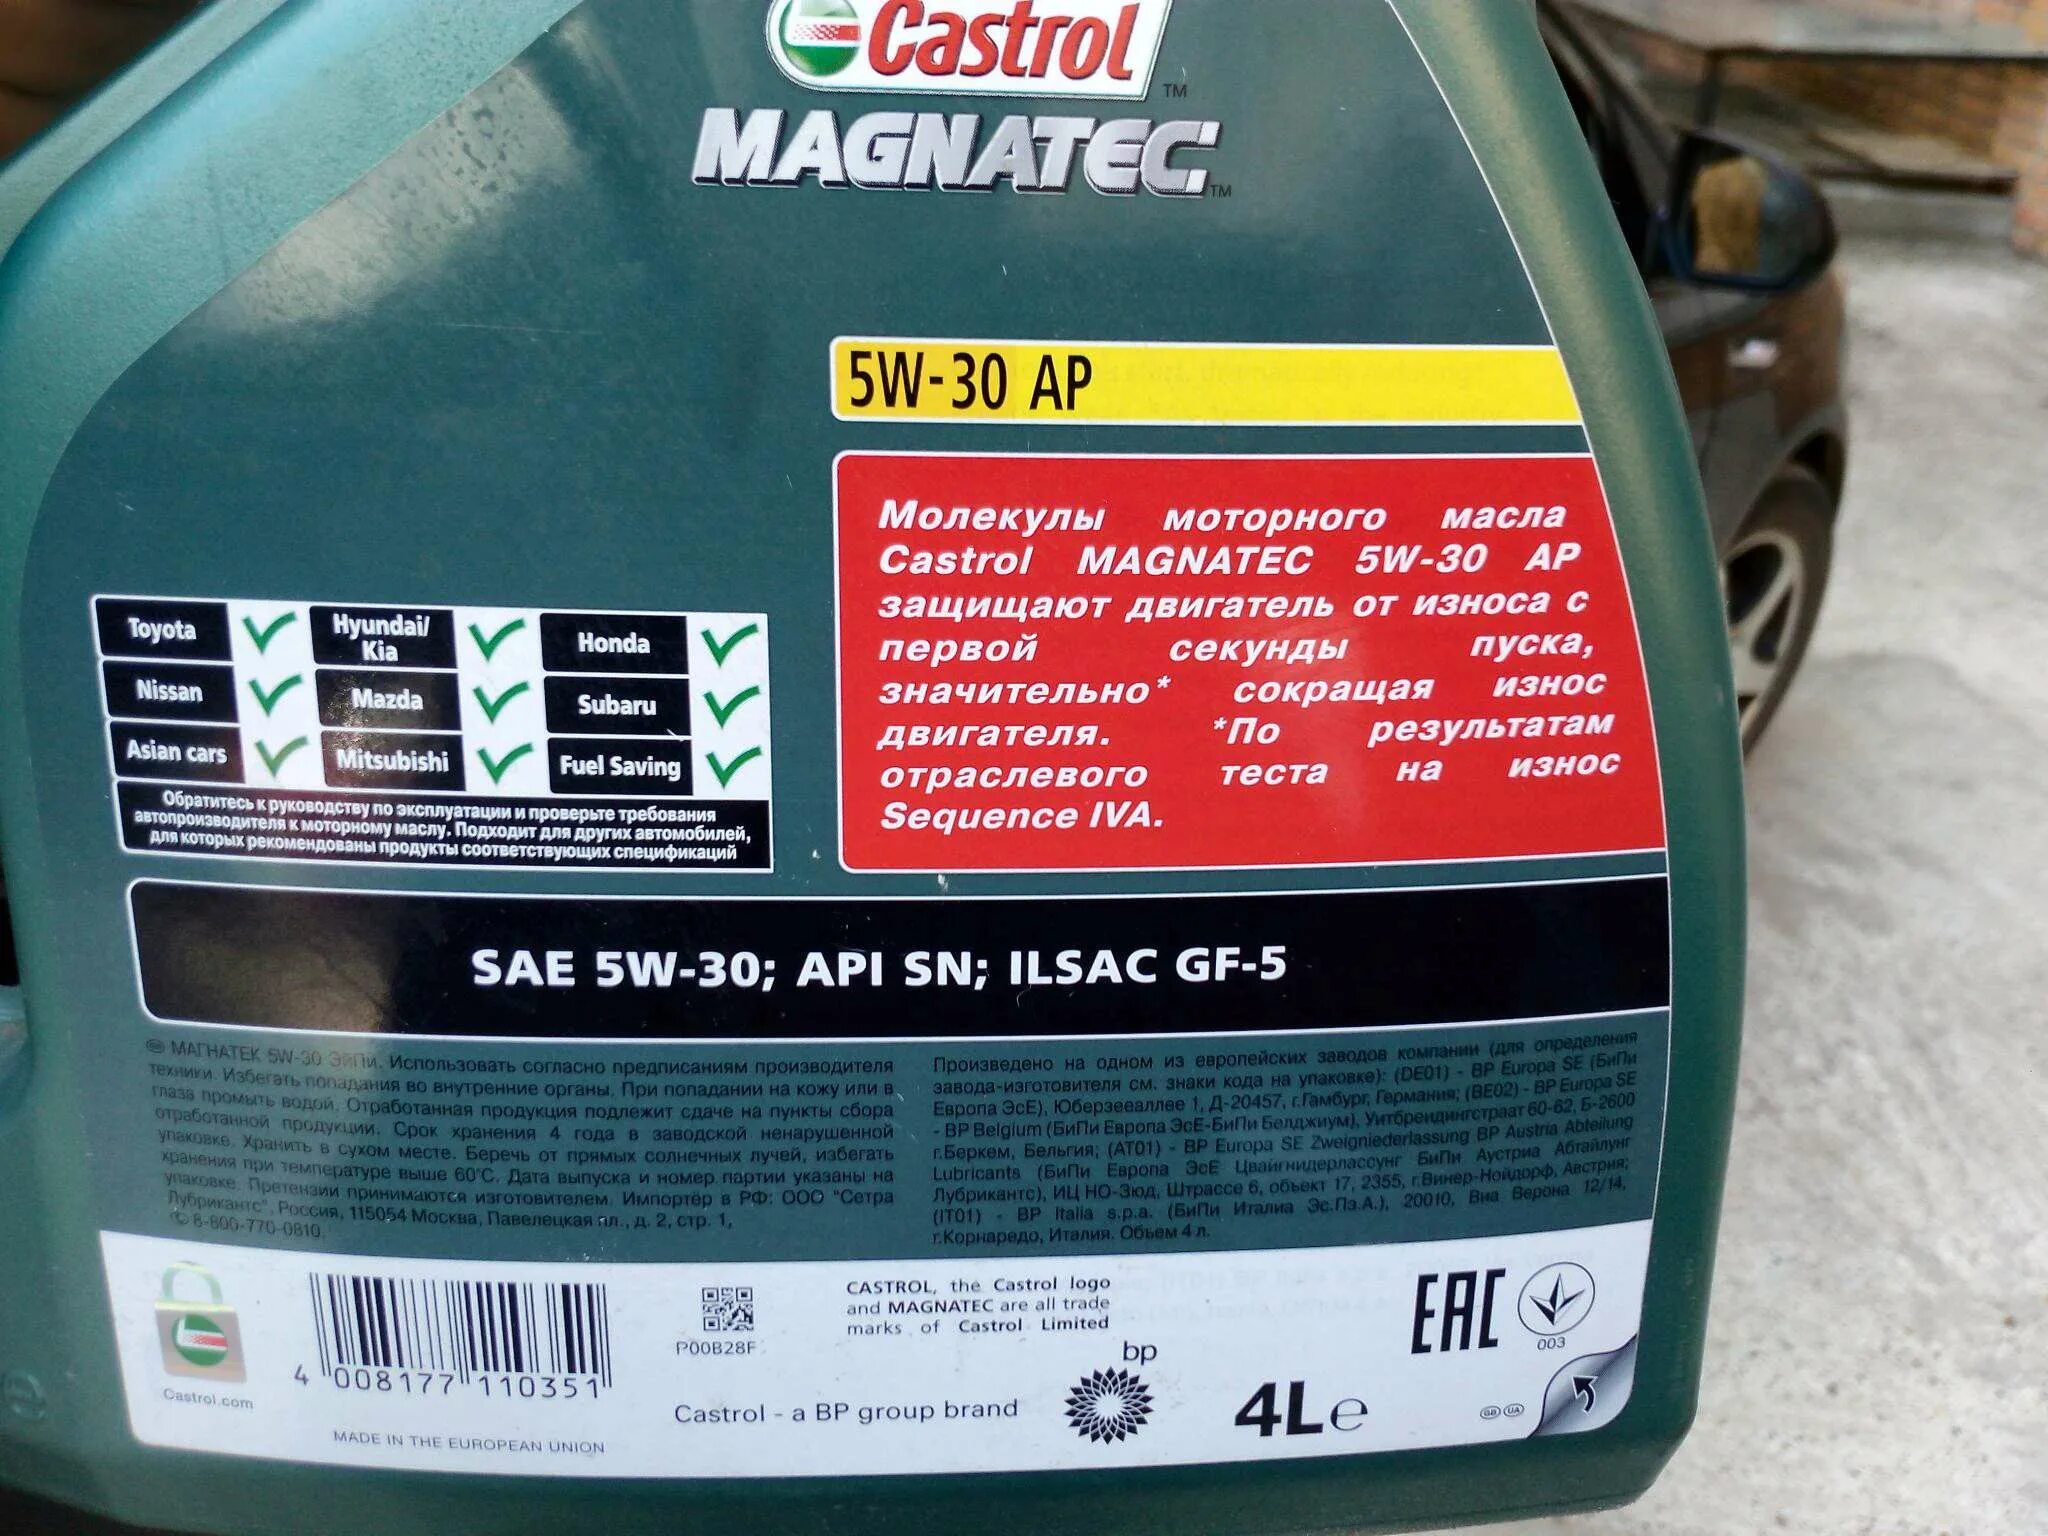 Castrol
TM
MAGNATEC
TM
5W-30 AP
Молекулы моторного масла
Castrol MAGNATEC 5W-30 AP
защищают двигатель от износа с
первой секунды пуска,
значительно* сокращая износ
двигателя. *По результатам
отраслевого теста на износ
Sequence IVA.
Toyota
Hyundai/
Kia
Honda
Nissan
Mazda
Subaru
Asian cars
Mitsubishi
Fuel Saving
Обратитесь к руководству по эксплуатации и проверьте требования
автопроизводителя к моторному маслу. Подходит для других автомобилей,
для которых рекомендованы продукты соответствующих спецификаций
SAE 5W-30; API SN; ILSAC GF-5
МАГНАТЕК 5W-30 ЭйПи. Использовать согласно предписаниям производителя
техники. Избегать попадания во внутренние органы. При попадании на кожу или в
глаза промыть водой. Отработанная продукция подлежит сдаче на пункты сбора
отработанной продукции. Срок хранения 4 года в заводской ненарушенной
упаковке. Хранить в сухом месте. Беречь от прямых солнечных лучей, избегать
хранения при температуре выше 60°C. Дата выпуска и номер партии указаны на
упаковке. Претензии принимаются изготовителем. Импортёр в РФ: ООО "Сетра
Лубрикантс", Россия, 115054 Москва, Павелецкая пл., д. 2, стр. 1,
8-800-770-0810.
Произведено на одном из европейских заводов компании (для определения
завода-изготовителя см. знаки кода на упаковке): (DE01) - BP Europa SE (БиПи
Европа ЭсЕ), Юберзееаллее 1, Д-20457, г.Гамбург, Германия; (BE02) - BP Europa SE
- BP Belgium (БиПи Европа ЭсЕ-БиПи Белджиум), Уитбрейдингстраат 60-62, Б-2600
г.Беркем, Бельгия; (AT01) - BP Europa SE Zweigniederlassung BP Austria Abteilung
Lubricants (БиПи Европа ЭсЕ Цвайгнидерлассунг БиПи Аустриа Абтайлунг
Лубрикантс), ИЦ НО-Зюд, Штрассе 6, объект 17, 2355, г.Винер-Нойдорф, Австрия;
(IT01) - BP Italia s.p.a. (БиПи Италиа Эс.Пэ.А.), 20010, Виа Верона 12/14,
г.Корнаредо, Италия. Объем 4 л.
Castrol.com
4 008177 110351
MADE IN THE EUROPEAN UNION
P00B28F
CASTROL, the Castrol logo
and MAGNATEC are all trade
marks of Castrol Limited
Castrol - a BP group brand
bp
4L e
EAC
003
GB UA